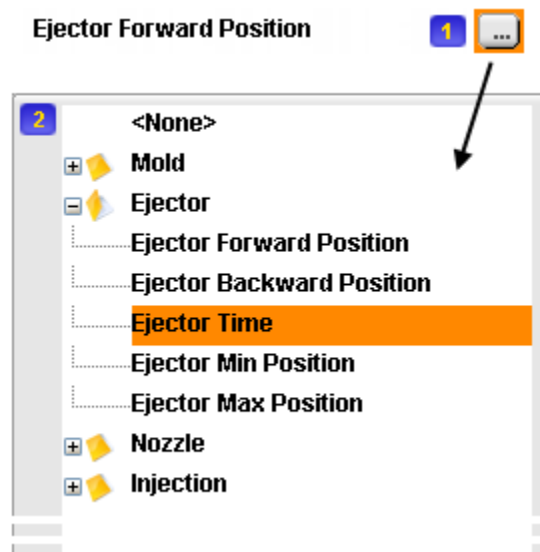 Ejector Forward Position 1 ...
2 <None>
Mold
Ejector
Ejector Forward Position
Ejector Backward Position
Ejector Time
Ejector Min Position
Ejector Max Position
Nozzle
Injection